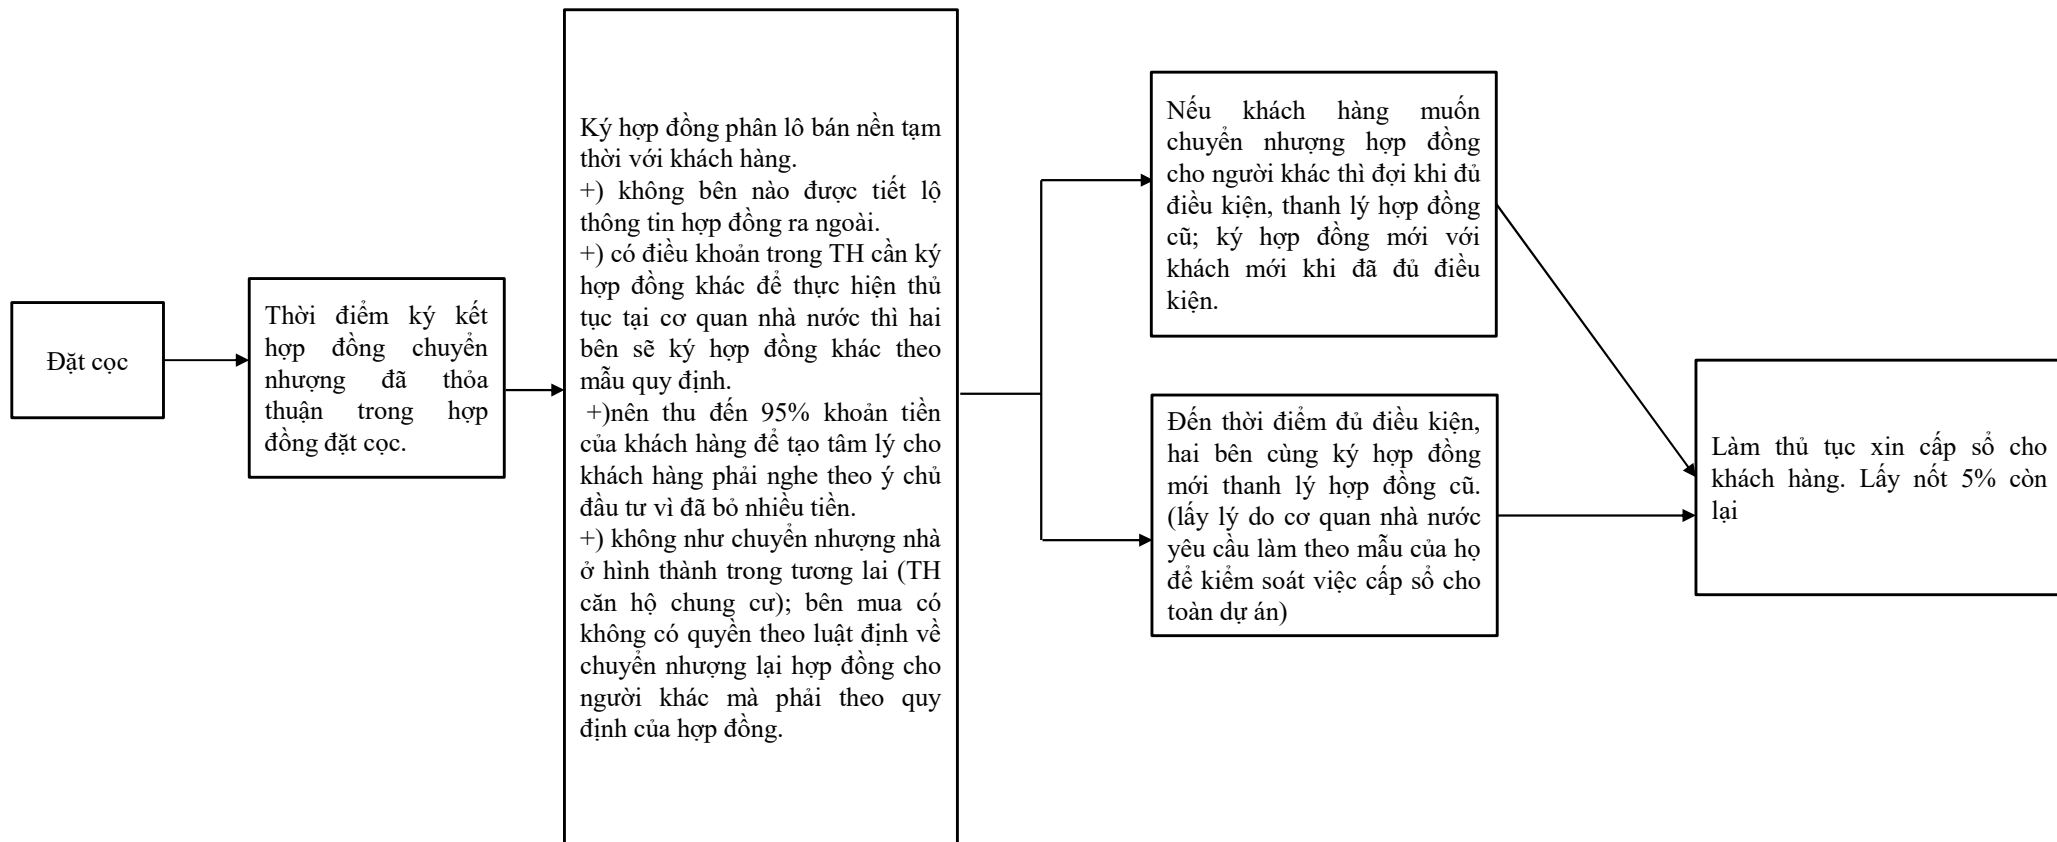 Đặt cọc
Thời điểm ký kết
hợp đồng chuyển
nhượng đã thỏa
thuận trong hợp
đồng đặt cọc.
Ký hợp đồng phân lô bán nền tạm
thời với khách hàng.
+) không bên nào được tiết lộ
thông tin hợp đồng ra ngoài.
+) có điều khoản trong TH cần ký
hợp đồng khác để thực hiện thủ
tục tại cơ quan nhà nước thì hai
bên sẽ ký hợp đồng khác theo
mẫu quy định.
+)nên thu đến 95% khoản tiền
của khách hàng để tạo tâm lý cho
khách hàng phải nghe theo ý chủ
đầu tư vì đã bỏ nhiều tiền.
+) không như chuyển nhượng nhà
ở hình thành trong tương lai (TH
căn hộ chung cư); bên mua có
không có quyền theo luật định về
chuyển nhượng lại hợp đồng cho
người khác mà phải theo quy
định của hợp đồng.
Nếu khách hàng muốn
chuyển nhượng hợp đồng
cho người khác thì đợi khi đủ
điều kiện, thanh lý hợp đồng
cũ; ký hợp đồng mới với
khách mới khi đã đủ điều
kiện.
Đến thời điểm đủ điều kiện,
hai bên cùng ký hợp đồng
mới thanh lý hợp đồng cũ.
(lấy lý do cơ quan nhà nước
yêu cầu làm theo mẫu của họ
để kiểm soát việc cấp sổ cho
toàn dự án)
Làm thủ tục xin cấp sổ cho
khách hàng. Lấy nốt 5% còn
lại